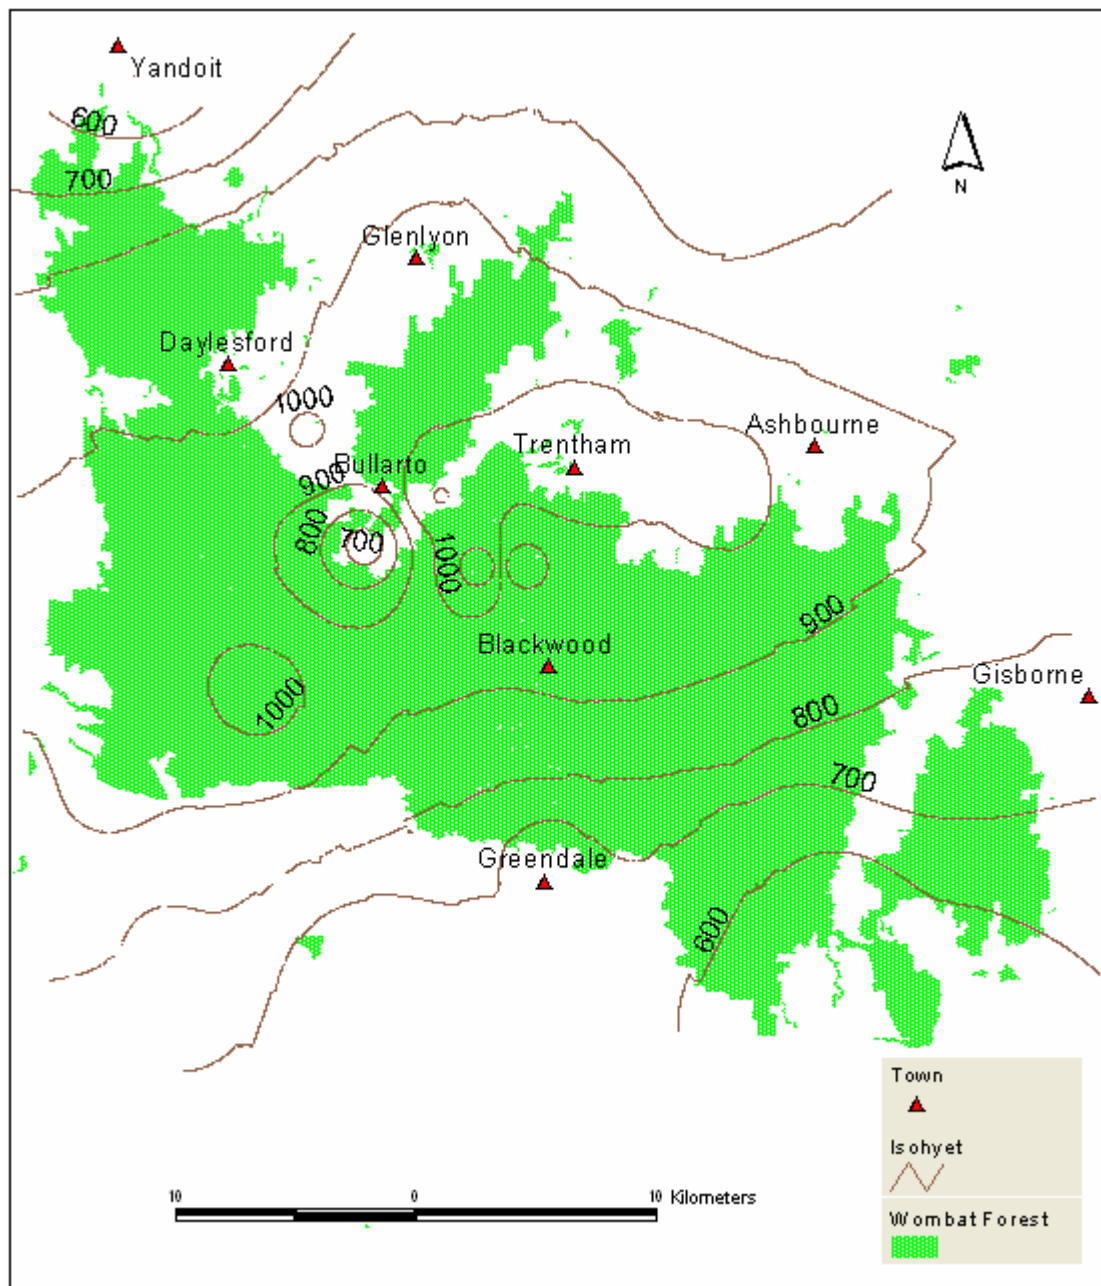 Yandoit
600
700
N
Glenlyon
Daylesford
1000
Ashbourne
Trentham
Bullarto
900
800
700
1000
900
Blackwood
Gisborne
1000
800
700
Greendale
600
Town
Isohyet
10 0 10 Kilometers
Wombat Forest